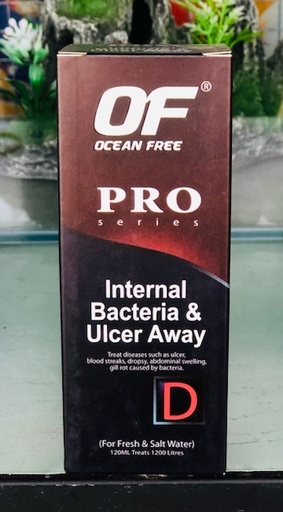 OF®
OCEAN FREE
PRO
series
Internal
Bacteria &
Ulcer Away
Treat diseases such as ulcer,
blood streaks, dropsy, abdominal swelling,
gill rot caused by bacteria.
D
(For Fresh & Salt Water)
120ML Treats 1200 Litres